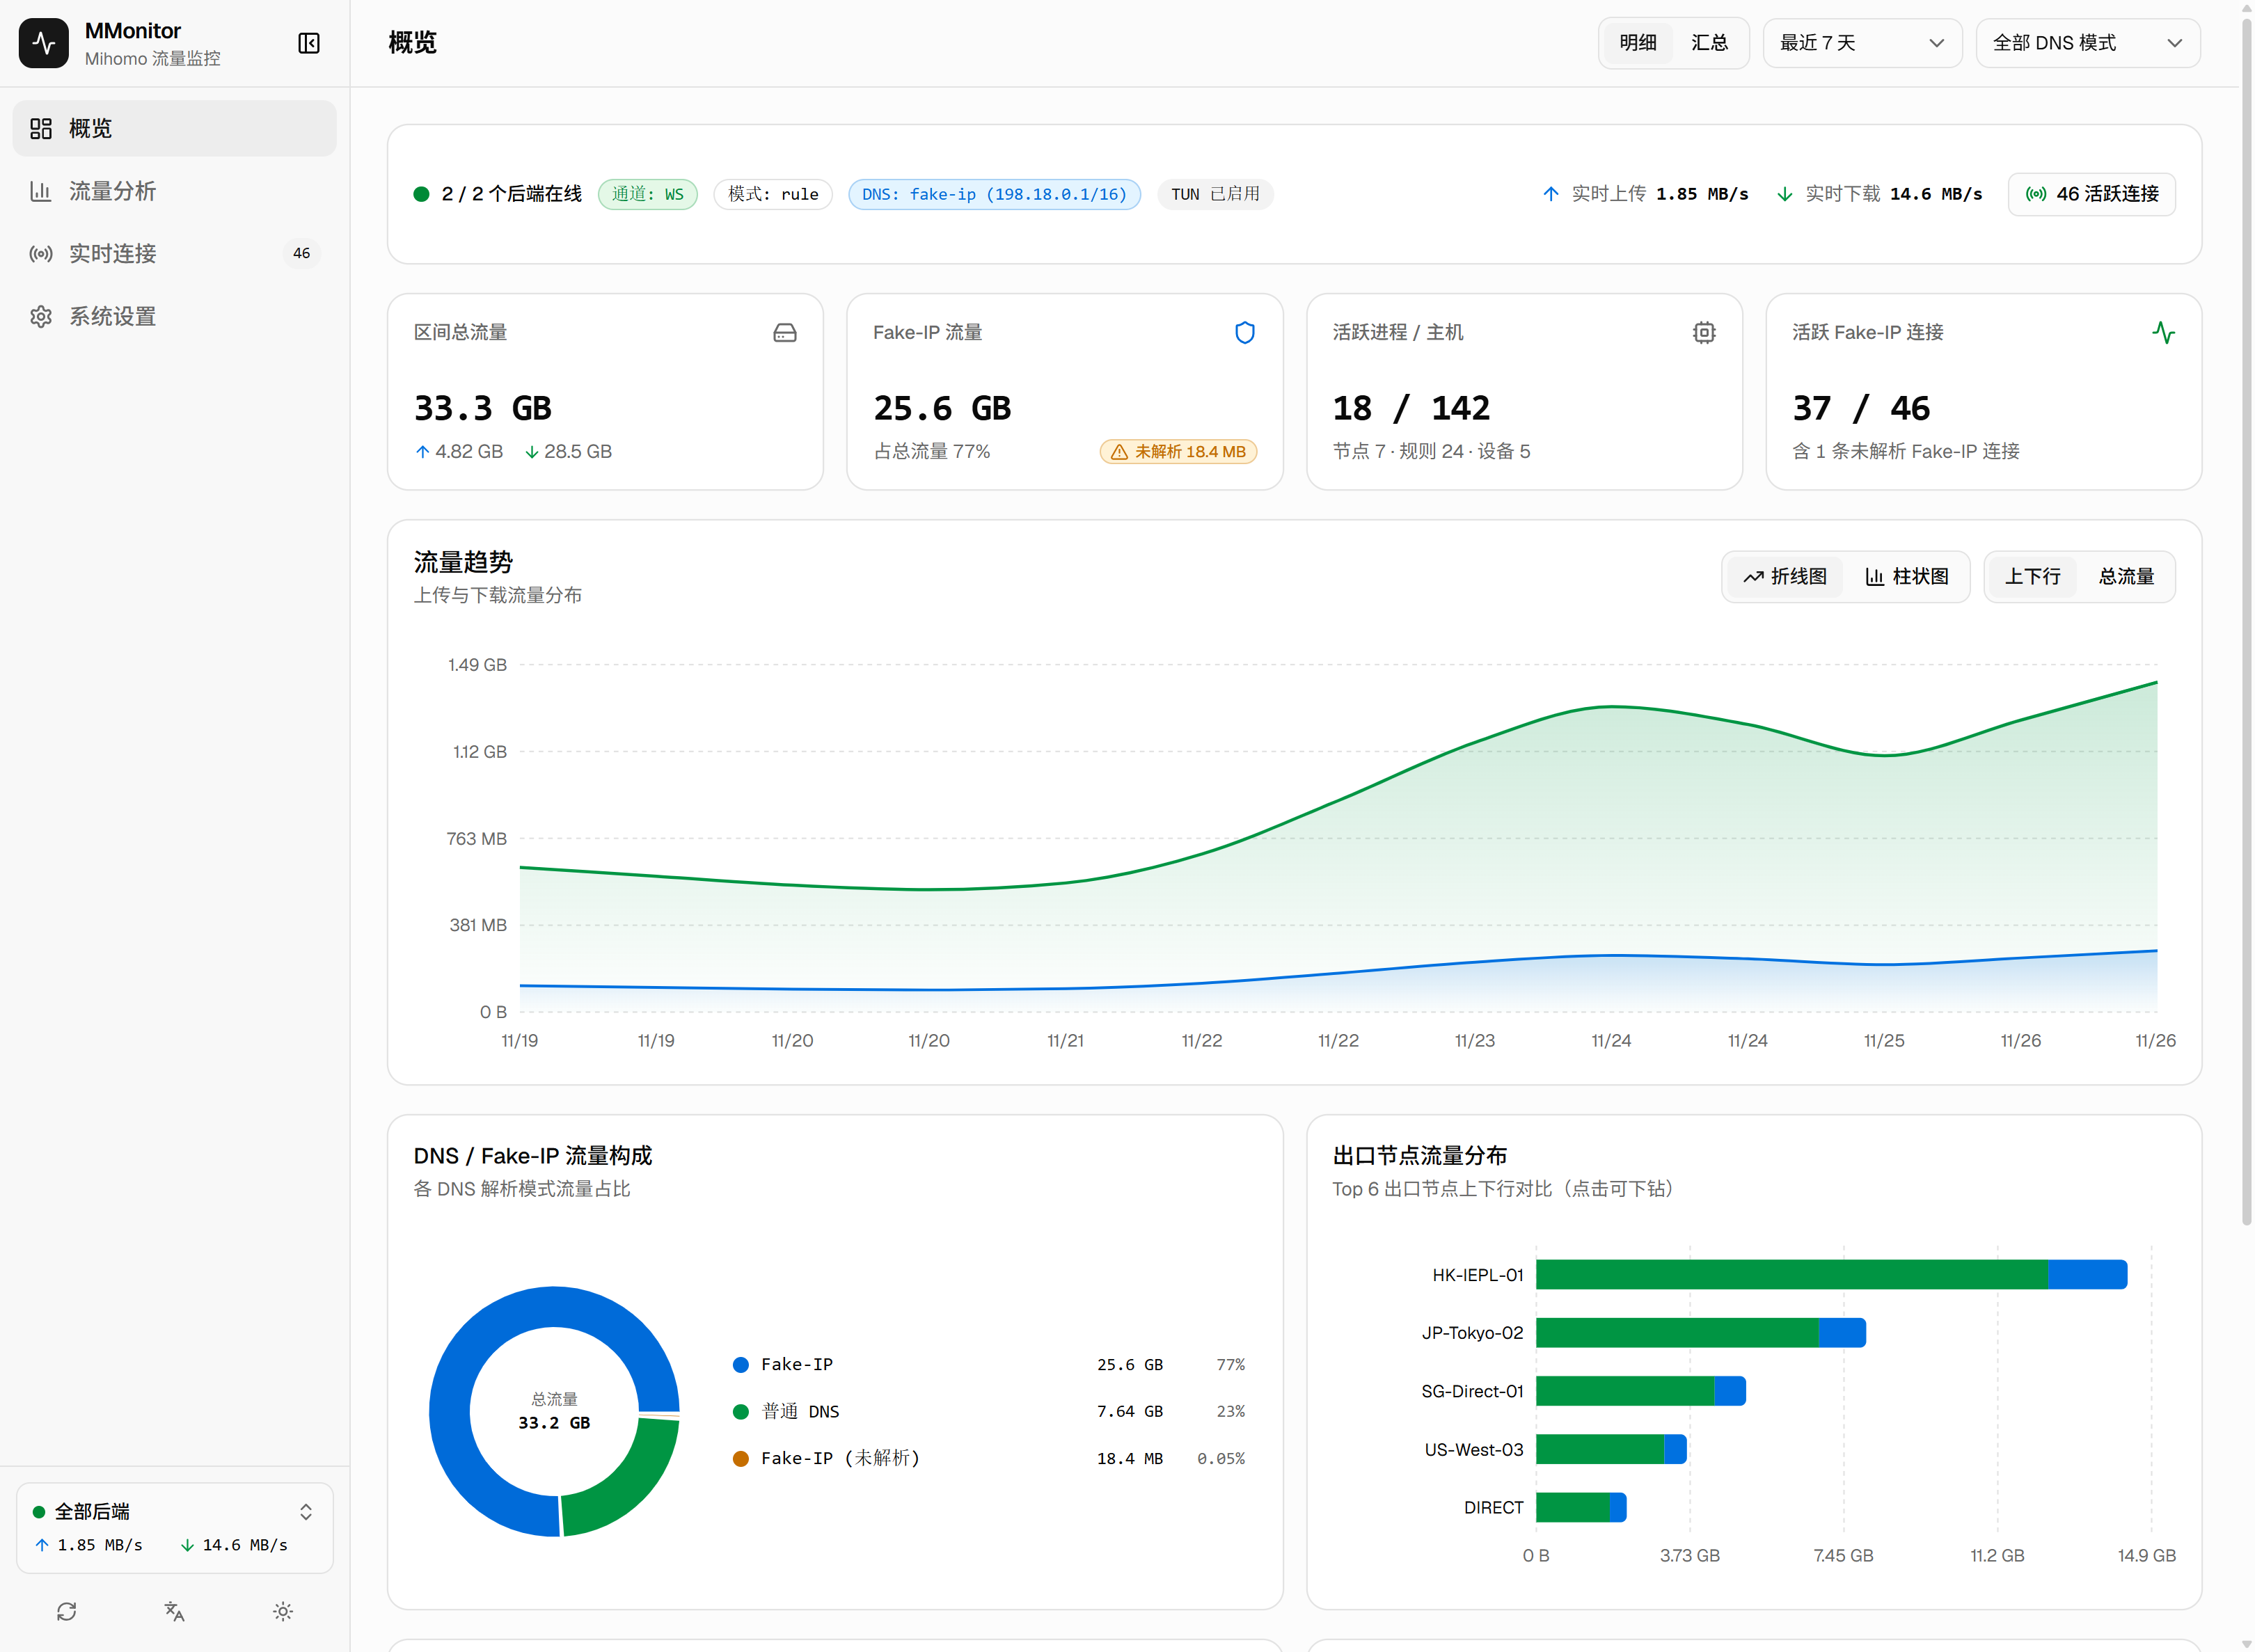 MMonitor
Mihomo 流量监控
概览
流量分析
实时连接
46
系统设置
全部后端
1.85 MB/s 14.6 MB/s
概览
明细 汇总
最近 7 天
全部 DNS 模式
2 / 2 个后端在线
通道: WS
模式: rule
DNS: fake-ip (198.18.0.1/16)
TUN 已启用
实时上传 1.85 MB/s
实时下载 14.6 MB/s
46 活跃连接
区间总流量
33.3 GB
4.82 GB 28.5 GB
Fake-IP 流量
25.6 GB
占总流量 77%
未解析 18.4 MB
活跃进程 / 主机
18 / 142
节点 7 · 规则 24 · 设备 5
活跃 Fake-IP 连接
37 / 46
含 1 条未解析 Fake-IP 连接
流量趋势
上传与下载流量分布
折线图 柱状图
上下行 总流量
1.49 GB
1.12 GB
763 MB
381 MB
0 B
11/19 11/19 11/20 11/20 11/21 11/22 11/22 11/23 11/24 11/24 11/25 11/26 11/26
DNS / Fake-IP 流量构成
各 DNS 解析模式流量占比
总流量
33.2 GB
Fake-IP 25.6 GB 77%
普通 DNS 7.64 GB 23%
Fake-IP (未解析) 18.4 MB 0.05%
出口节点流量分布
Top 6 出口节点上下行对比（点击可下钻）
HK-IEPL-01
JP-Tokyo-02
SG-Direct-01
US-West-03
DIRECT
0 B 3.73 GB 7.45 GB 11.2 GB 14.9 GB